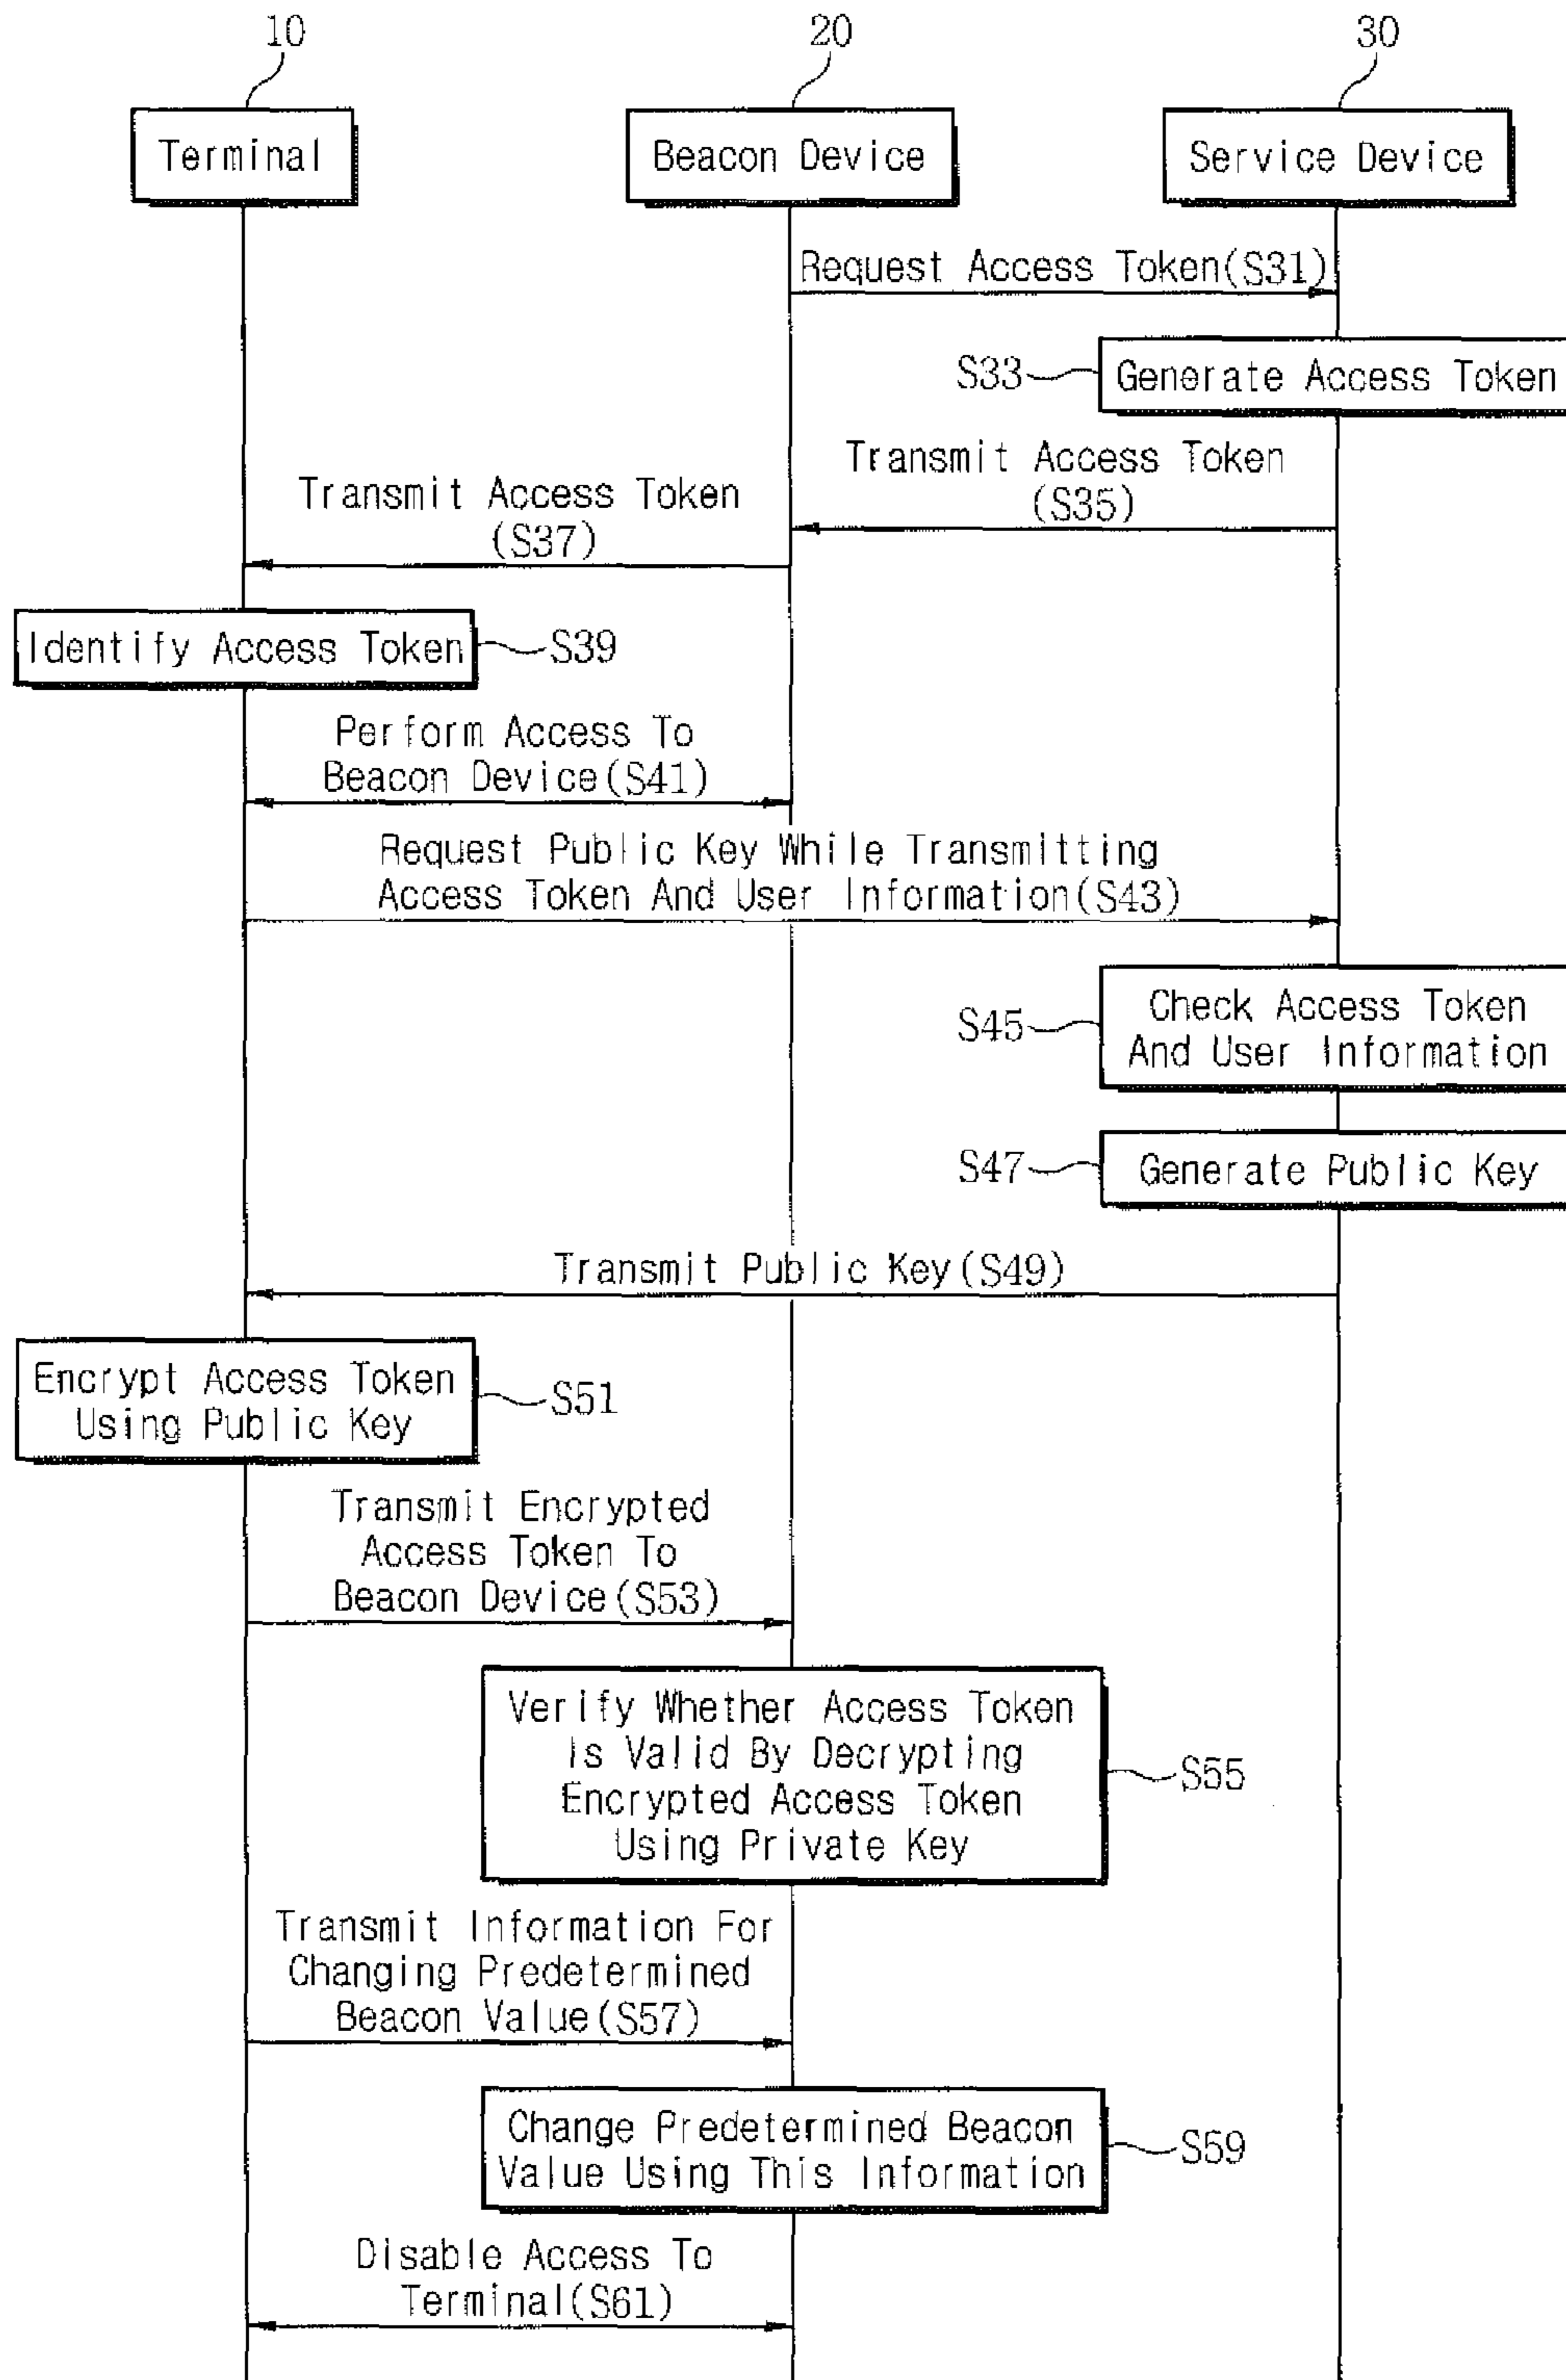 10
20
30
Terminal
Beacon Device
Service Device
Request Access Token(S31)
S33
Generate Access Token
Transmit Access Token
(S35)
Transmit Access Token
(S37)
Identify Access Token
S39
Perform Access To
Beacon Device(S41)
Request Public Key While Transmitting
Access Token And User Information(S43)
S45
Check Access Token
And User Information
S47
Generate Public Key
Transmit Public Key(S49)
Encrypt Access Token
Using Public Key
S51
Transmit Encrypted
Access Token To
Beacon Device(S53)
Verify Whether Access Token
Is Valid By Decrypting
Encrypted Access Token
Using Private Key
S55
Transmit Information For
Changing Predetermined
Beacon Value(S57)
Change Predetermined Beacon
Value Using This Information
S59
Disable Access To
Terminal(S61)